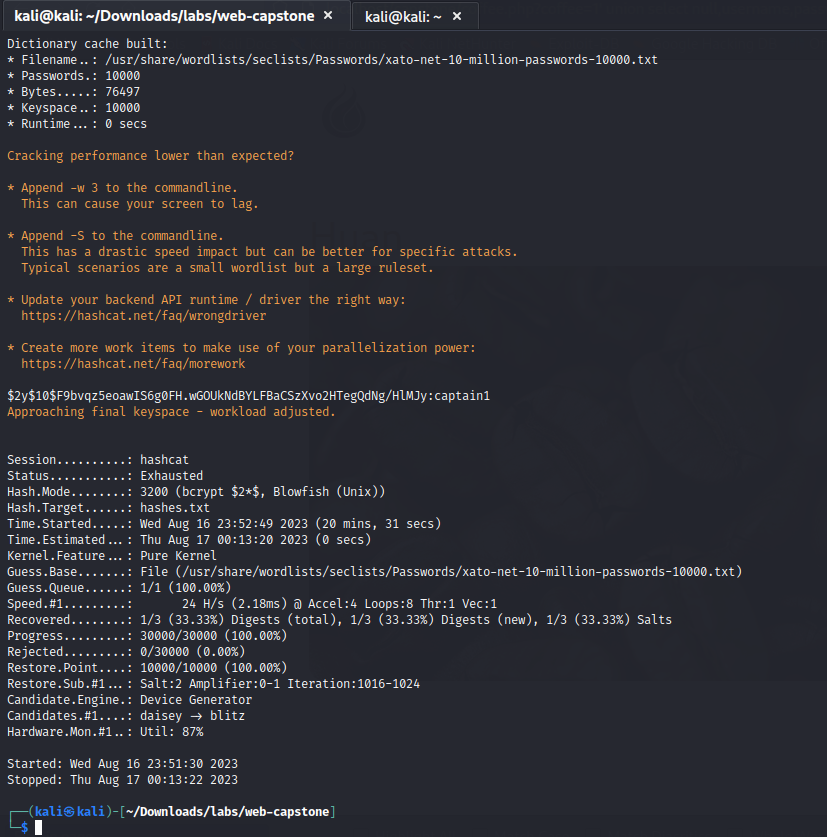 kali@kali: ~/Downloads/labs/web-capstone × kali@kali: ~ ×
Dictionary cache built:
* Filename..: /usr/share/wordlists/seclists/Passwords/xato-net-10-million-passwords-10000.txt
* Passwords.: 10000
* Bytes.....: 76497
* Keyspace..: 10000
* Runtime...: 0 secs
Cracking performance lower than expected?
* Append -w 3 to the commandline.
This can cause your screen to lag.
* Append -S to the commandline.
This has a drastic speed impact but can be better for specific attacks.
Typical scenarios are a small wordlist but a large ruleset.
* Update your backend API runtime / driver the right way:
https://hashcat.net/faq/wrongdriver
* Create more work items to make use of your parallelization power:
https://hashcat.net/faq/morework
$2y$10$F9bvqz5eoawIS6g0FH.wGOUkNdBYLFBaCSzXvo2HTegQdNg/HlMJy:captain1
Approaching final keyspace - workload adjusted.
Session..........: hashcat
Status...........: Exhausted
Hash.Mode........: 3200 (bcrypt $2*$, Blowfish (Unix))
Hash.Target......: hashes.txt
Time.Started.....: Wed Aug 16 23:52:49 2023 (20 mins, 31 secs)
Time.Estimated...: Thu Aug 17 00:13:20 2023 (0 secs)
Kernel.Feature...: Pure Kernel
Guess.Base.......: File (/usr/share/wordlists/seclists/Passwords/xato-net-10-million-passwords-10000.txt)
Guess.Queue......: 1/1 (100.00%)
Speed.#1.........: 24 H/s (2.18ms) @ Accel:4 Loops:8 Thr:1 Vec:1
Recovered........: 1/3 (33.33%) Digests (total), 1/3 (33.33%) Digests (new), 1/3 (33.33%) Salts
Progress.........: 30000/30000 (100.00%)
Rejected.........: 0/30000 (0.00%)
Restore.Point....: 10000/10000 (100.00%)
Restore.Sub.#1...: Salt:2 Amplifier:0-1 Iteration:1016-1024
Candidate.Engine.: Device Generator
Candidates.#1....: daisey -> blitz
Hardware.Mon.#1..: Util: 87%
Started: Wed Aug 16 23:51:30 2023
Stopped: Thu Aug 17 00:13:22 2023
┌──(kali㉿kali)-[~/Downloads/labs/web-capstone]
└─$